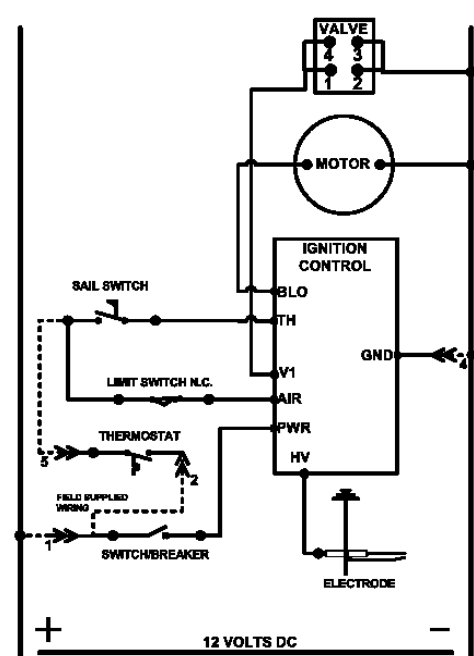 VALVE
4 3
1 2
MOTOR
IGNITION
CONTROL
SAIL SWITCH
BLO
TH
GND
4
V1
LIMIT SWITCH N.C.
AIR
PWR
THERMOSTAT
5
2
HV
FIELD SUPPLIED
WIRING
1
SWITCH/BREAKER
ELECTRODE
+ −
12 VOLTS DC